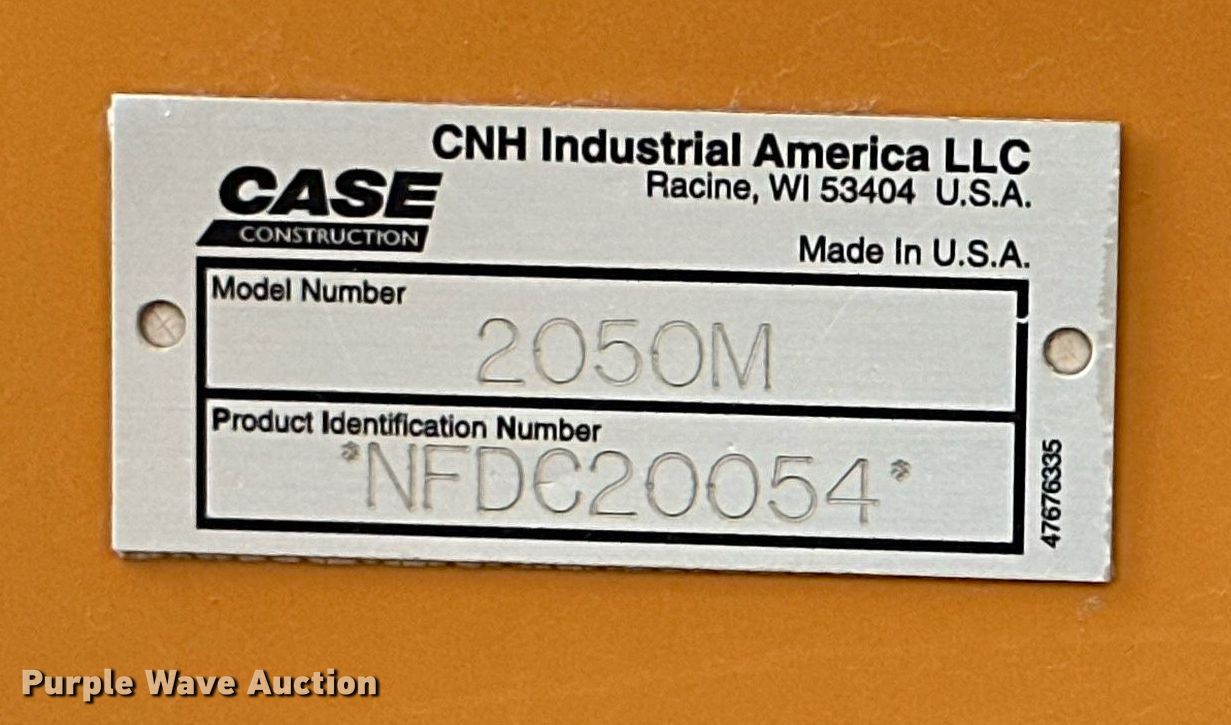 CNH Industrial America LLC
Racine, WI 53404 U.S.A.
CASE
CONSTRUCTION
Made In U.S.A.
Model Number
2050M
Product Identification Number
*NFDC20054*
47676335
Purple Wave Auction